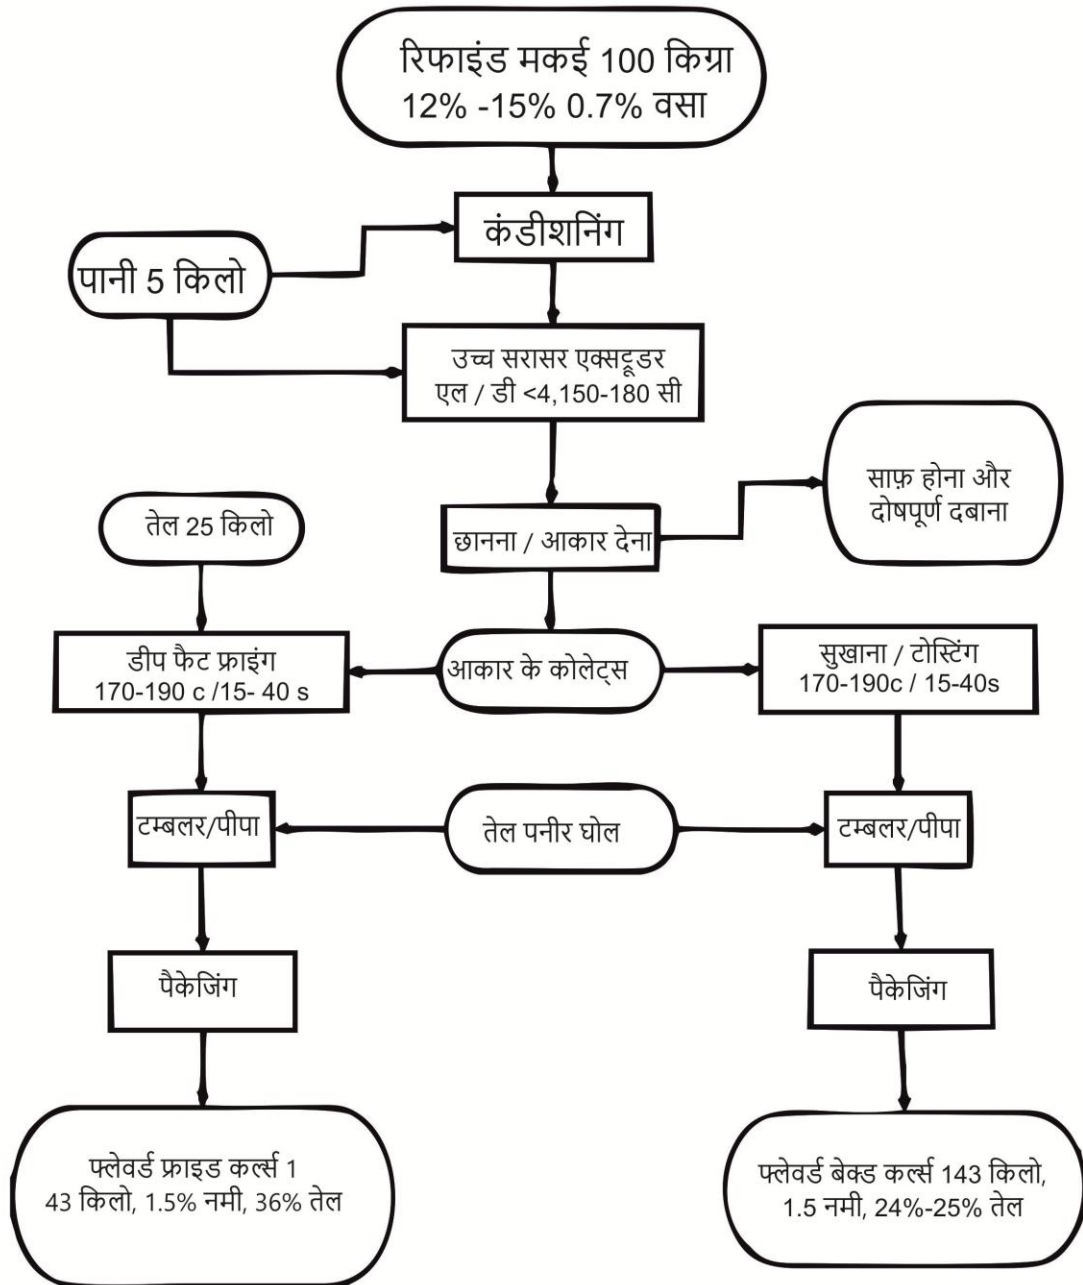 रिफाइंड मकई 100 किग्रा
12% -15% 0.7% वसा
कंडीशनिंग
पानी 5 किलो
उच्च सरासर एक्सट्रूडर
एल / डी <4,150-180 सी
साफ़ होना और
दोषपूर्ण दबाना
तेल 25 किलो
छानना / आकार देना
डीप फैट फ्राइंग
170-190 c /15- 40 s
आकार के कोलेट्स
सुखाना / टोस्टिंग
170-190c / 15-40s
टम्बलर/पीपा
तेल पनीर घोल
टम्बलर/पीपा
पैकेजिंग
पैकेजिंग
फ्लेवर्ड फ्राइड कर्ल्स 1
43 किलो, 1.5% नमी, 36% तेल
फ्लेवर्ड बेक्ड कर्ल्स 143 किलो,
1.5 नमी, 24%-25% तेल